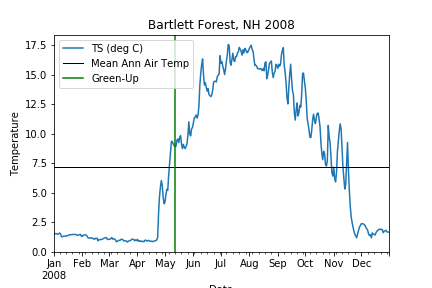 Bartlett Forest, NH 2008
TS (deg C)
Mean Ann Air Temp
Green-Up
Temperature
17.5
15.0
12.5
10.0
7.5
5.0
2.5
0.0
Jan Feb Mar Apr May Jun Jul Aug Sep Oct Nov Dec
2008